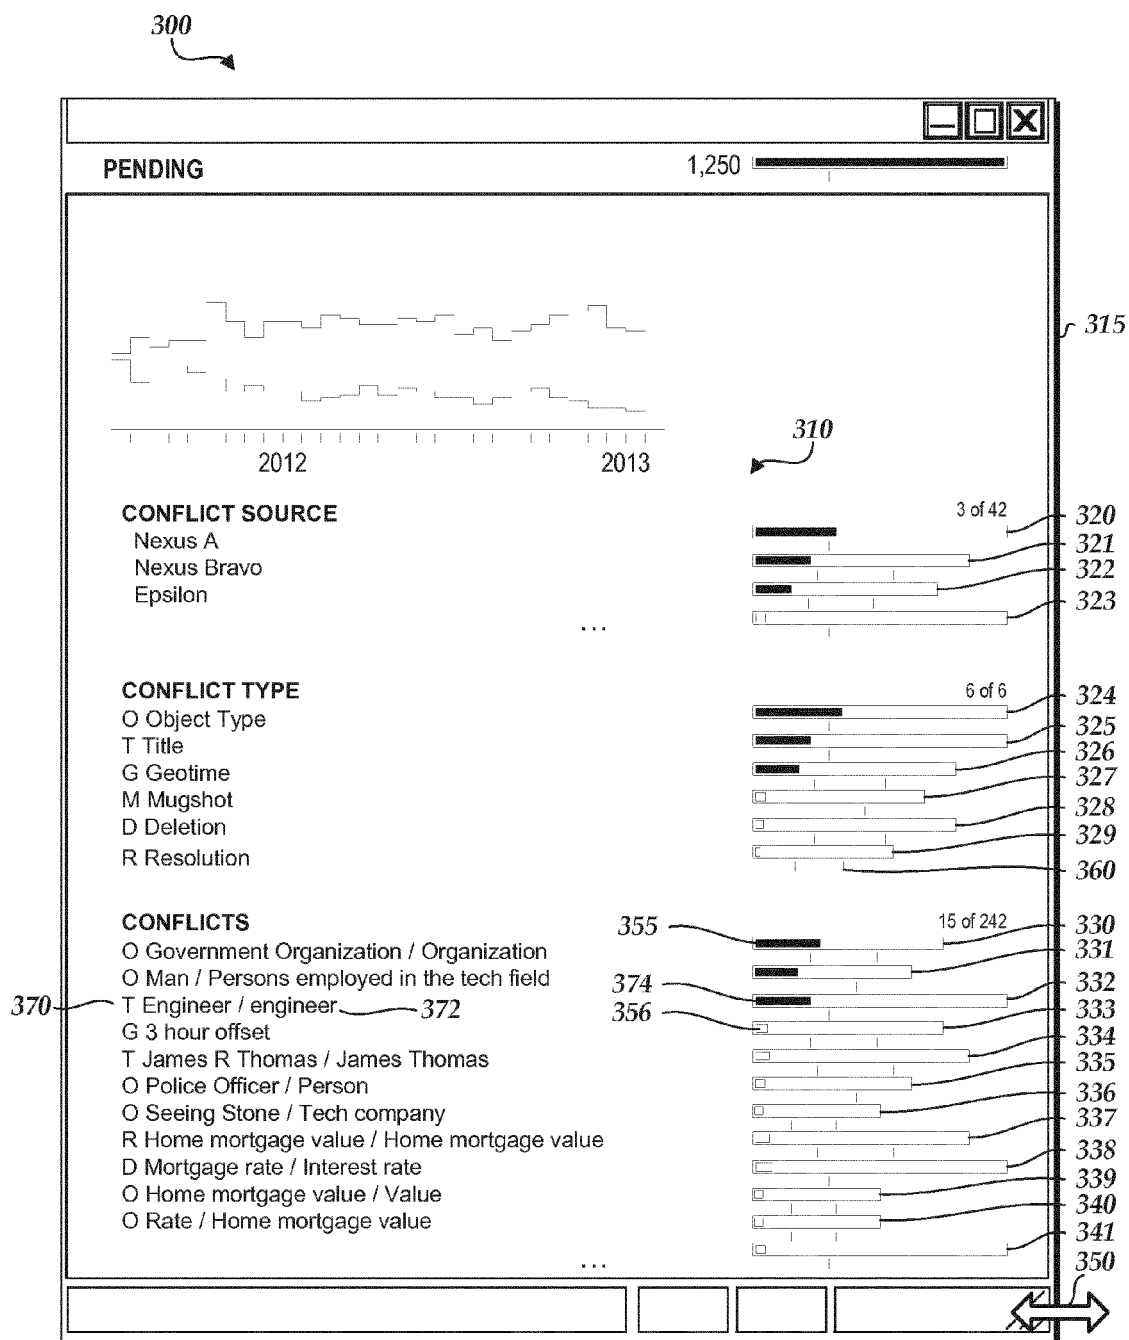 300
PENDING 1,250
315
2012 2013
310
CONFLICT SOURCE 3 of 42 320
Nexus A 321
Nexus Bravo 322
Epsilon 323
...
CONFLICT TYPE 6 of 6 324
O Object Type 325
T Title 326
G Geotime 327
M Mugshot 328
D Deletion 329
R Resolution 360
CONFLICTS 355 15 of 242 330
O Government Organization / Organization 331
O Man / Persons employed in the tech field 374 332
370 T Engineer / engineer 372 356 333
G 3 hour offset 334
T James R Thomas / James Thomas 335
O Police Officer / Person 336
O Seeing Stone / Tech company 337
R Home mortgage value / Home mortgage value 338
D Mortgage rate / Interest rate 339
O Home mortgage value / Value 340
O Rate / Home mortgage value 341
... 350